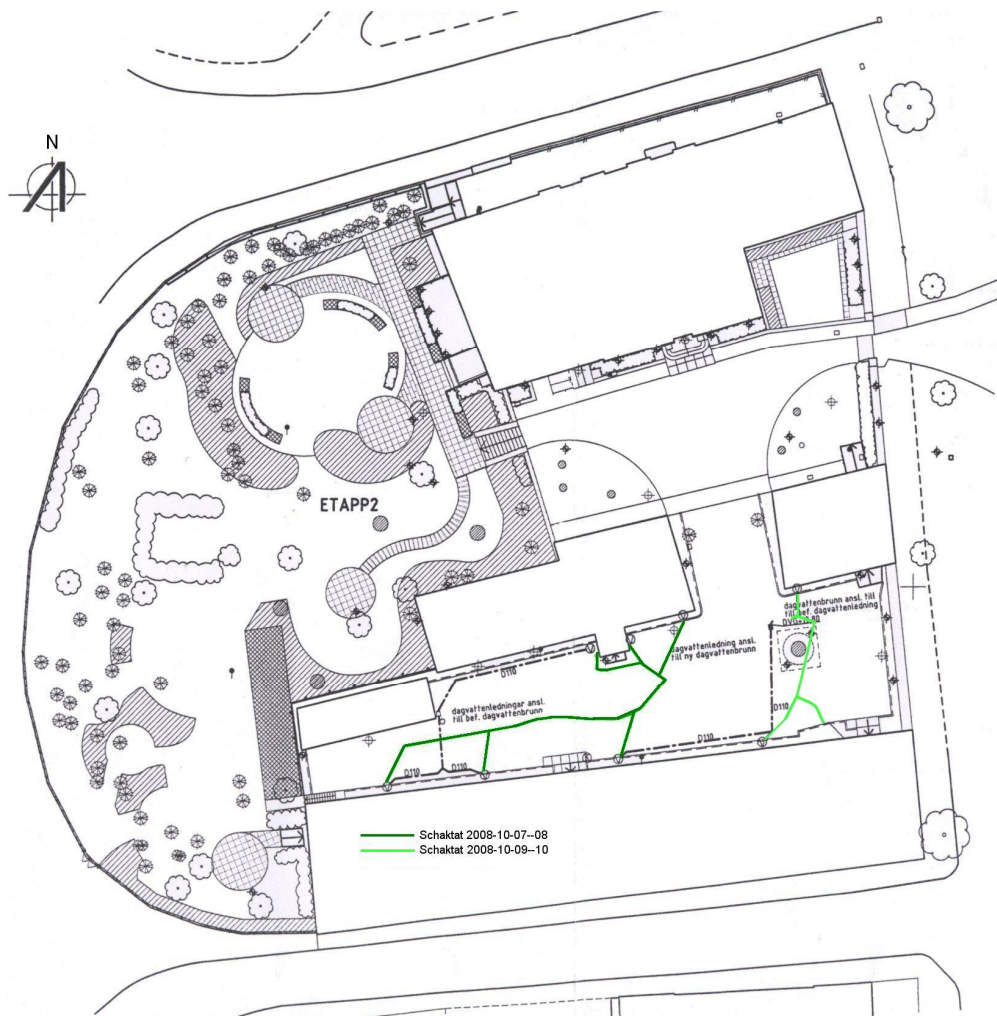 N
ETAPP2
dagvattenbrunn ansl. till
till bef. dagvattenledning
dagvattenledning ansl.
till ny dagvattenbrunn
D110
dagvattenledningar ansl.
till bef. dagvattenbrunn
D110
D110
D110
D110
Schaktat 2008-10-07--08
Schaktat 2008-10-09--10